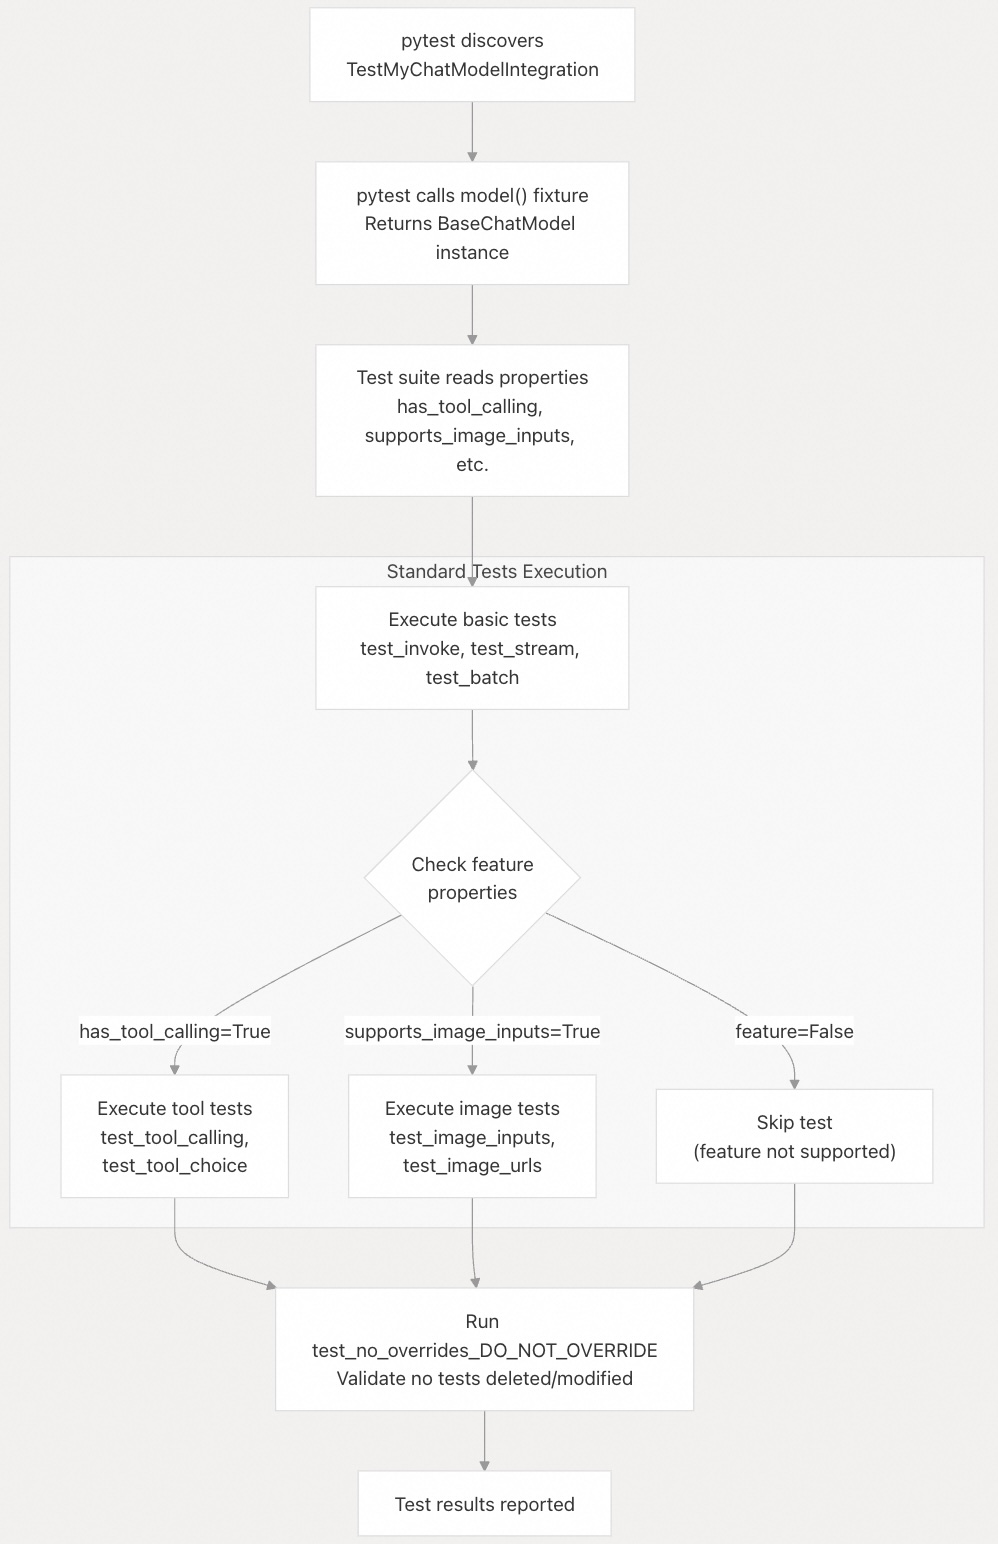 pytest discovers
TestMyChatModelIntegration
pytest calls model() fixture
Returns BaseChatModel
instance
Test suite reads properties
has_tool_calling,
supports_image_inputs,
etc.
Standard Tests Execution
Execute basic tests
test_invoke, test_stream,
test_batch
Check feature
properties
has_tool_calling=True
supports_image_inputs=True
feature=False
Execute tool tests
test_tool_calling,
test_tool_choice
Execute image tests
test_image_inputs,
test_image_urls
Skip test
(feature not supported)
Run
test_no_overrides_DO_NOT_OVERRIDE
Validate no tests deleted/modified
Test results reported